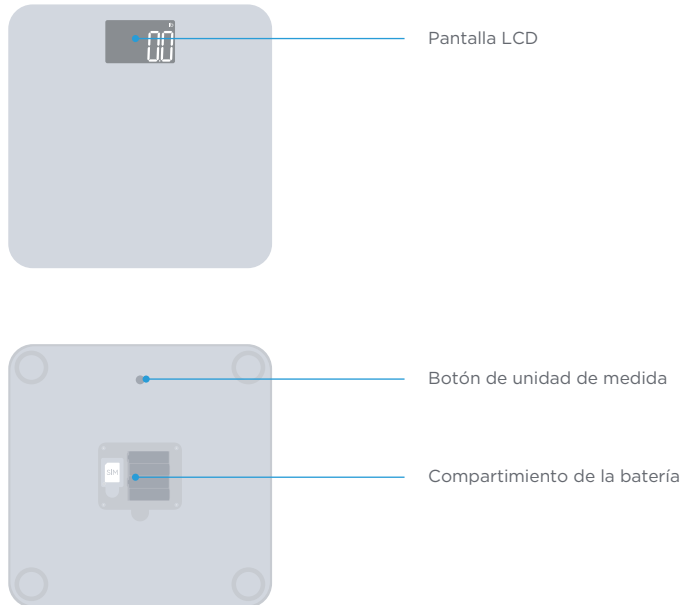 00
Pantalla LCD
Botón de unidad de medida
SIM
Compartimiento de la batería